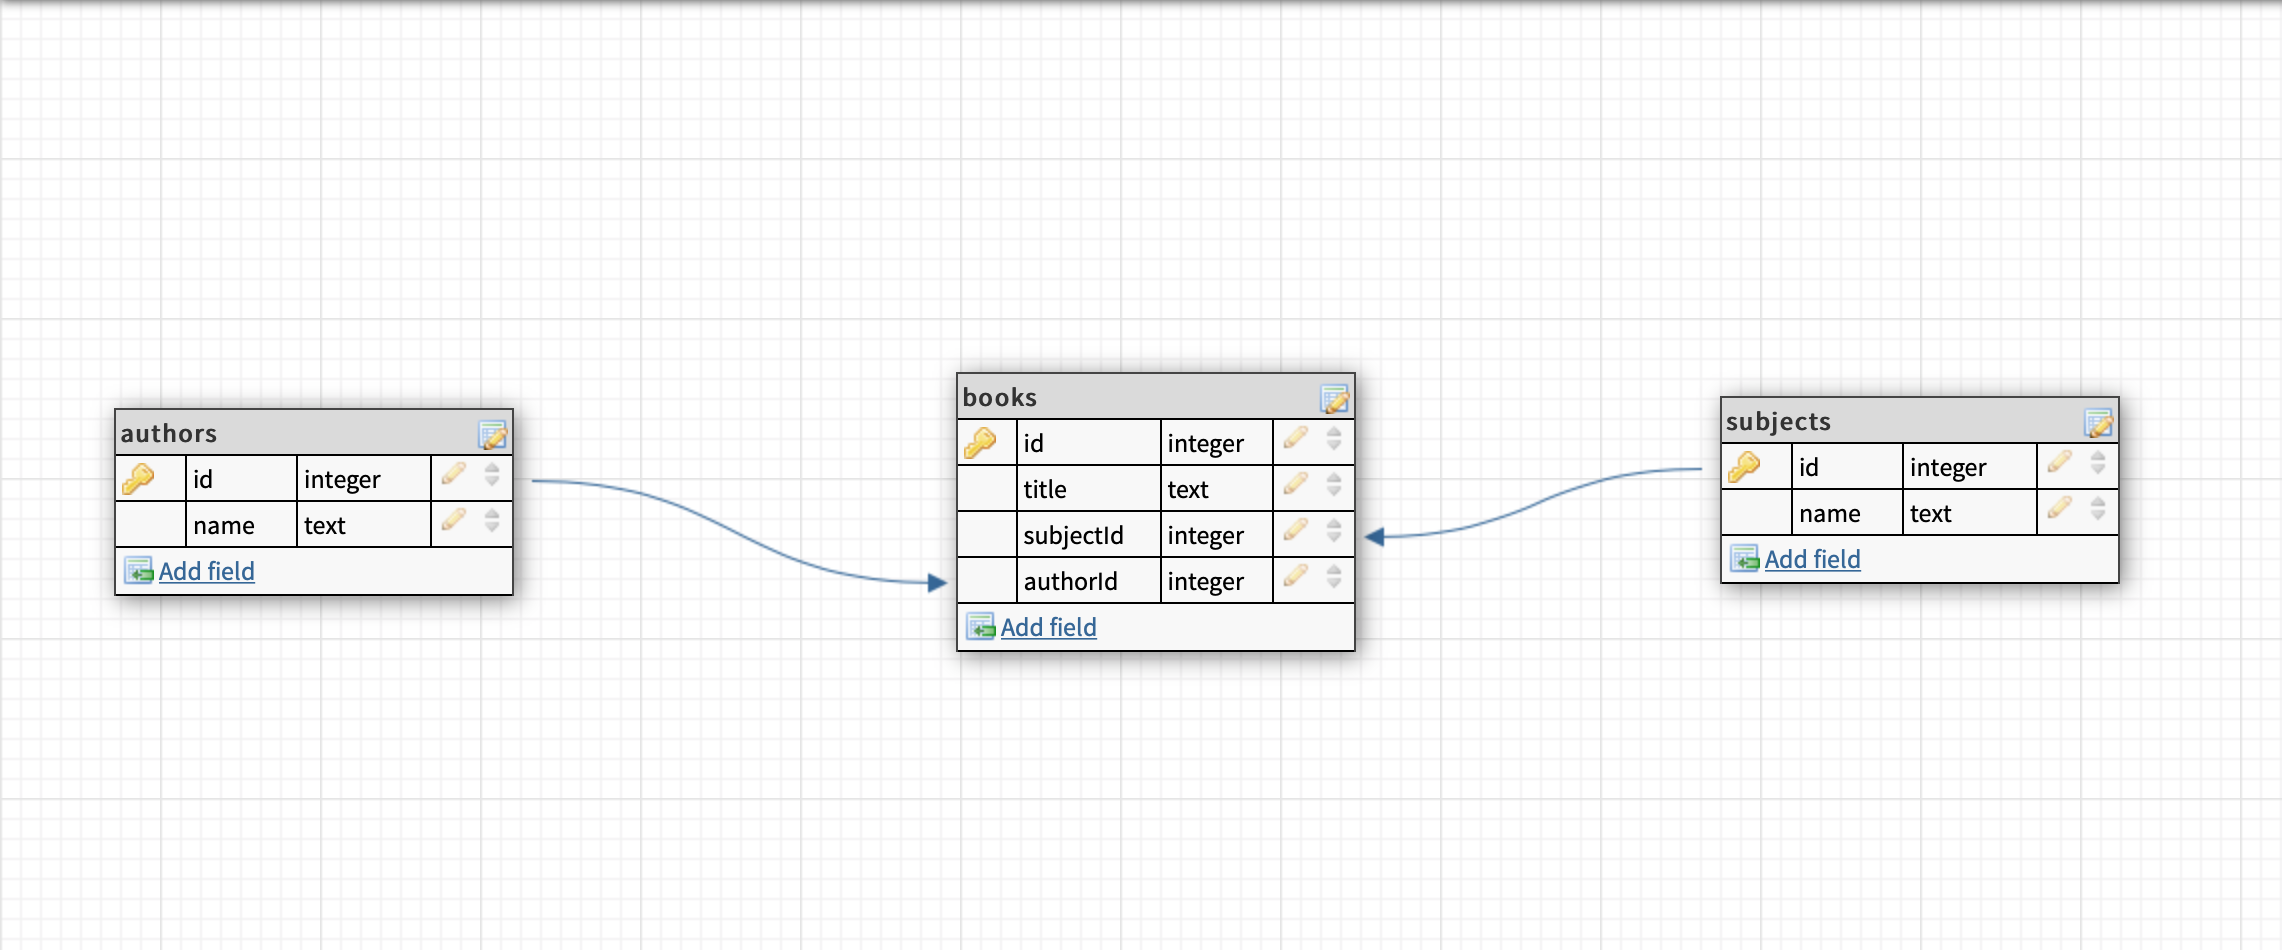 authors
id integer
name text
Add field
books
id integer
title text
subjectId integer
authorId integer
Add field
subjects
id integer
name text
Add field